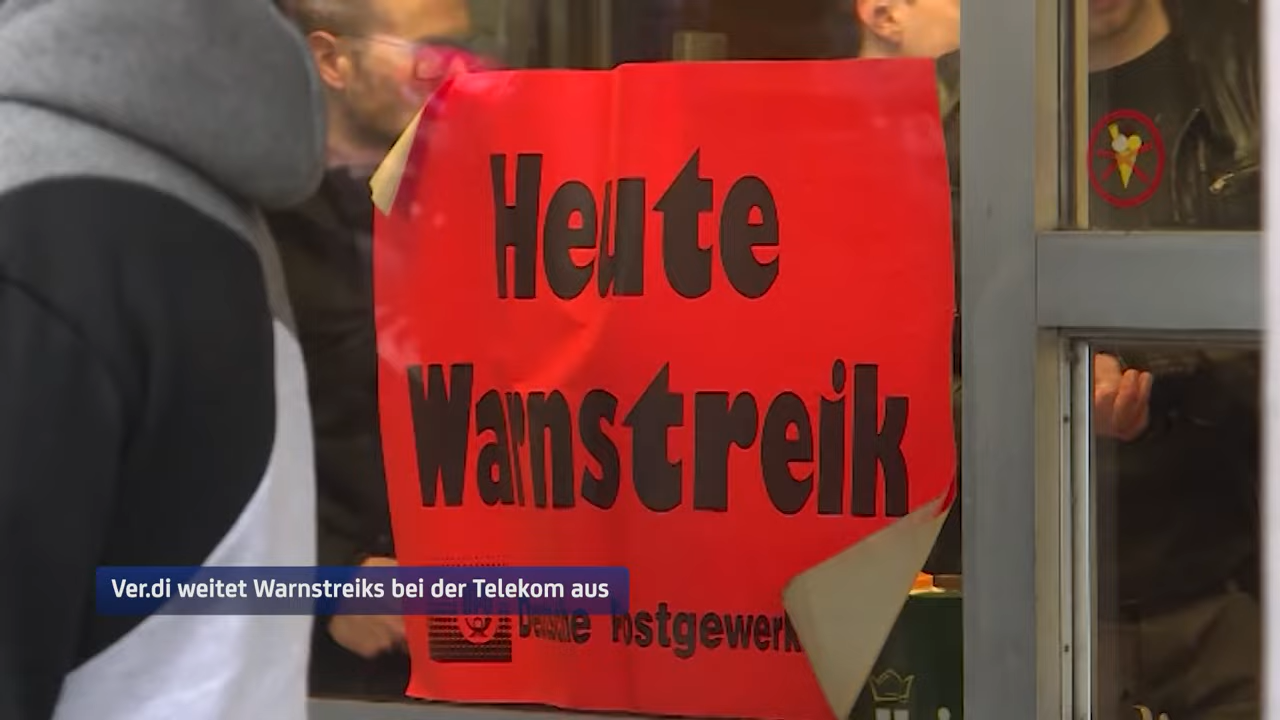 Heute
Warnstreik
Deutsche Postgewerk
Ver.di weitet Warnstreiks bei der Telekom aus